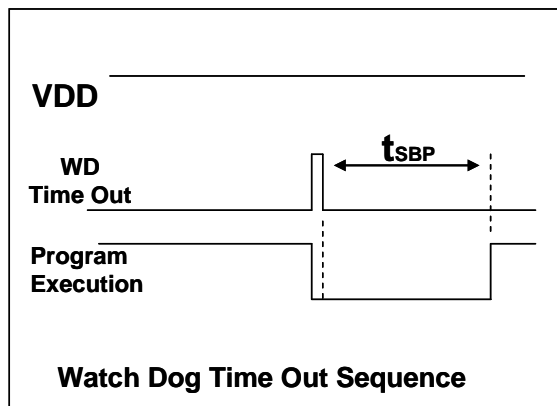 VDD
tSBP
WD
Time Out
Program
Execution
Watch Dog Time Out Sequence